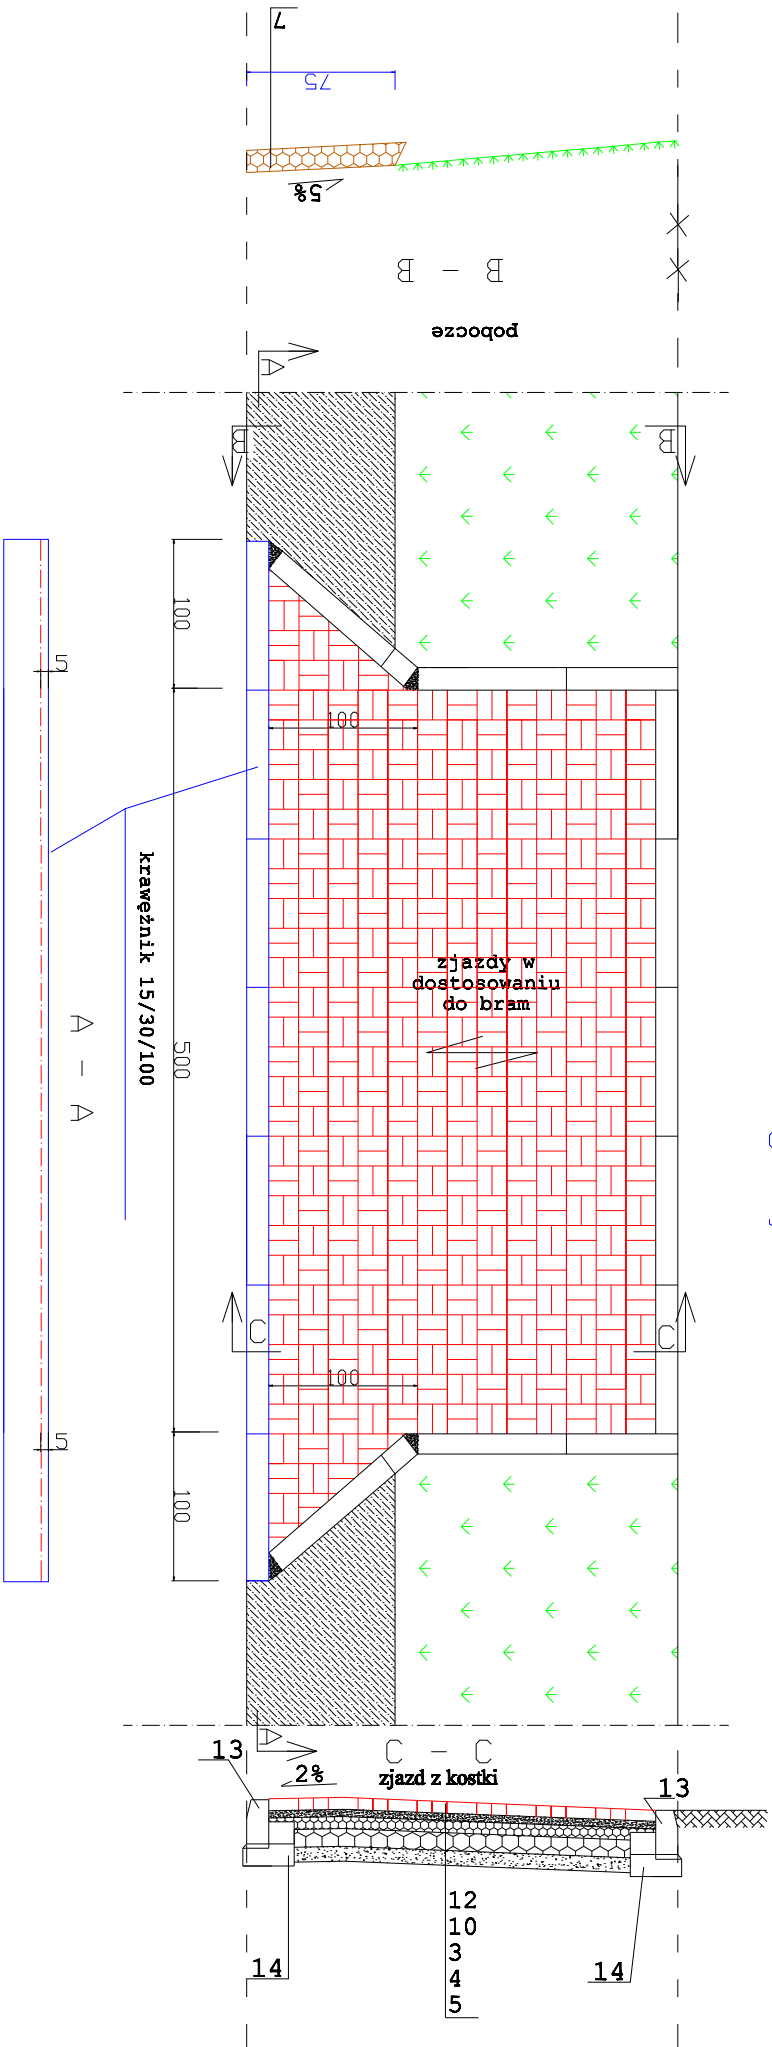 7
75
5%
B - B
pobocze
A
B
B
100
5
100
krawężnik 15/30/100
zjazdy w
dostosowaniu
do bram
A - A
500
C
C
100
5
100
A
C - C
13
2%
zjazd z kostki
13
12
10
3
4
5
14
14